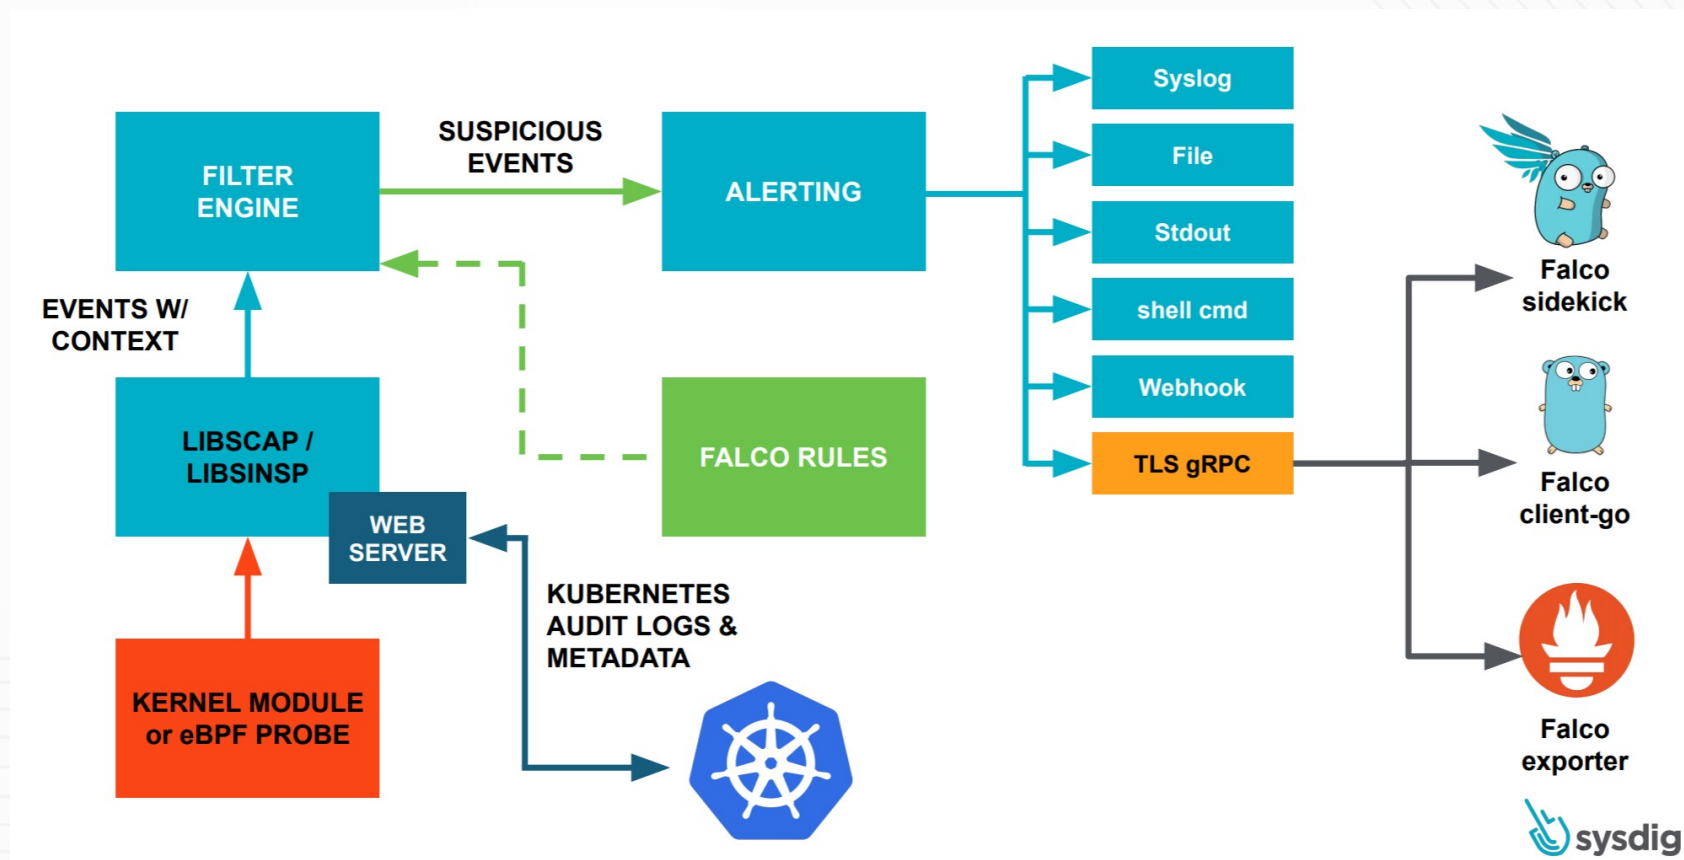 FILTER
ENGINE
SUSPICIOUS
EVENTS
ALERTING
Syslog
File
Stdout
shell cmd
Webhook
TLS gRPC
EVENTS W/
CONTEXT
LIBSCAP /
LIBSINSP
WEB
SERVER
FALCO RULES
KERNEL MODULE
or eBPF PROBE
KUBERNETES
AUDIT LOGS &
METADATA
Falco
sidekick
Falco
client-go
Falco
exporter
sysdig